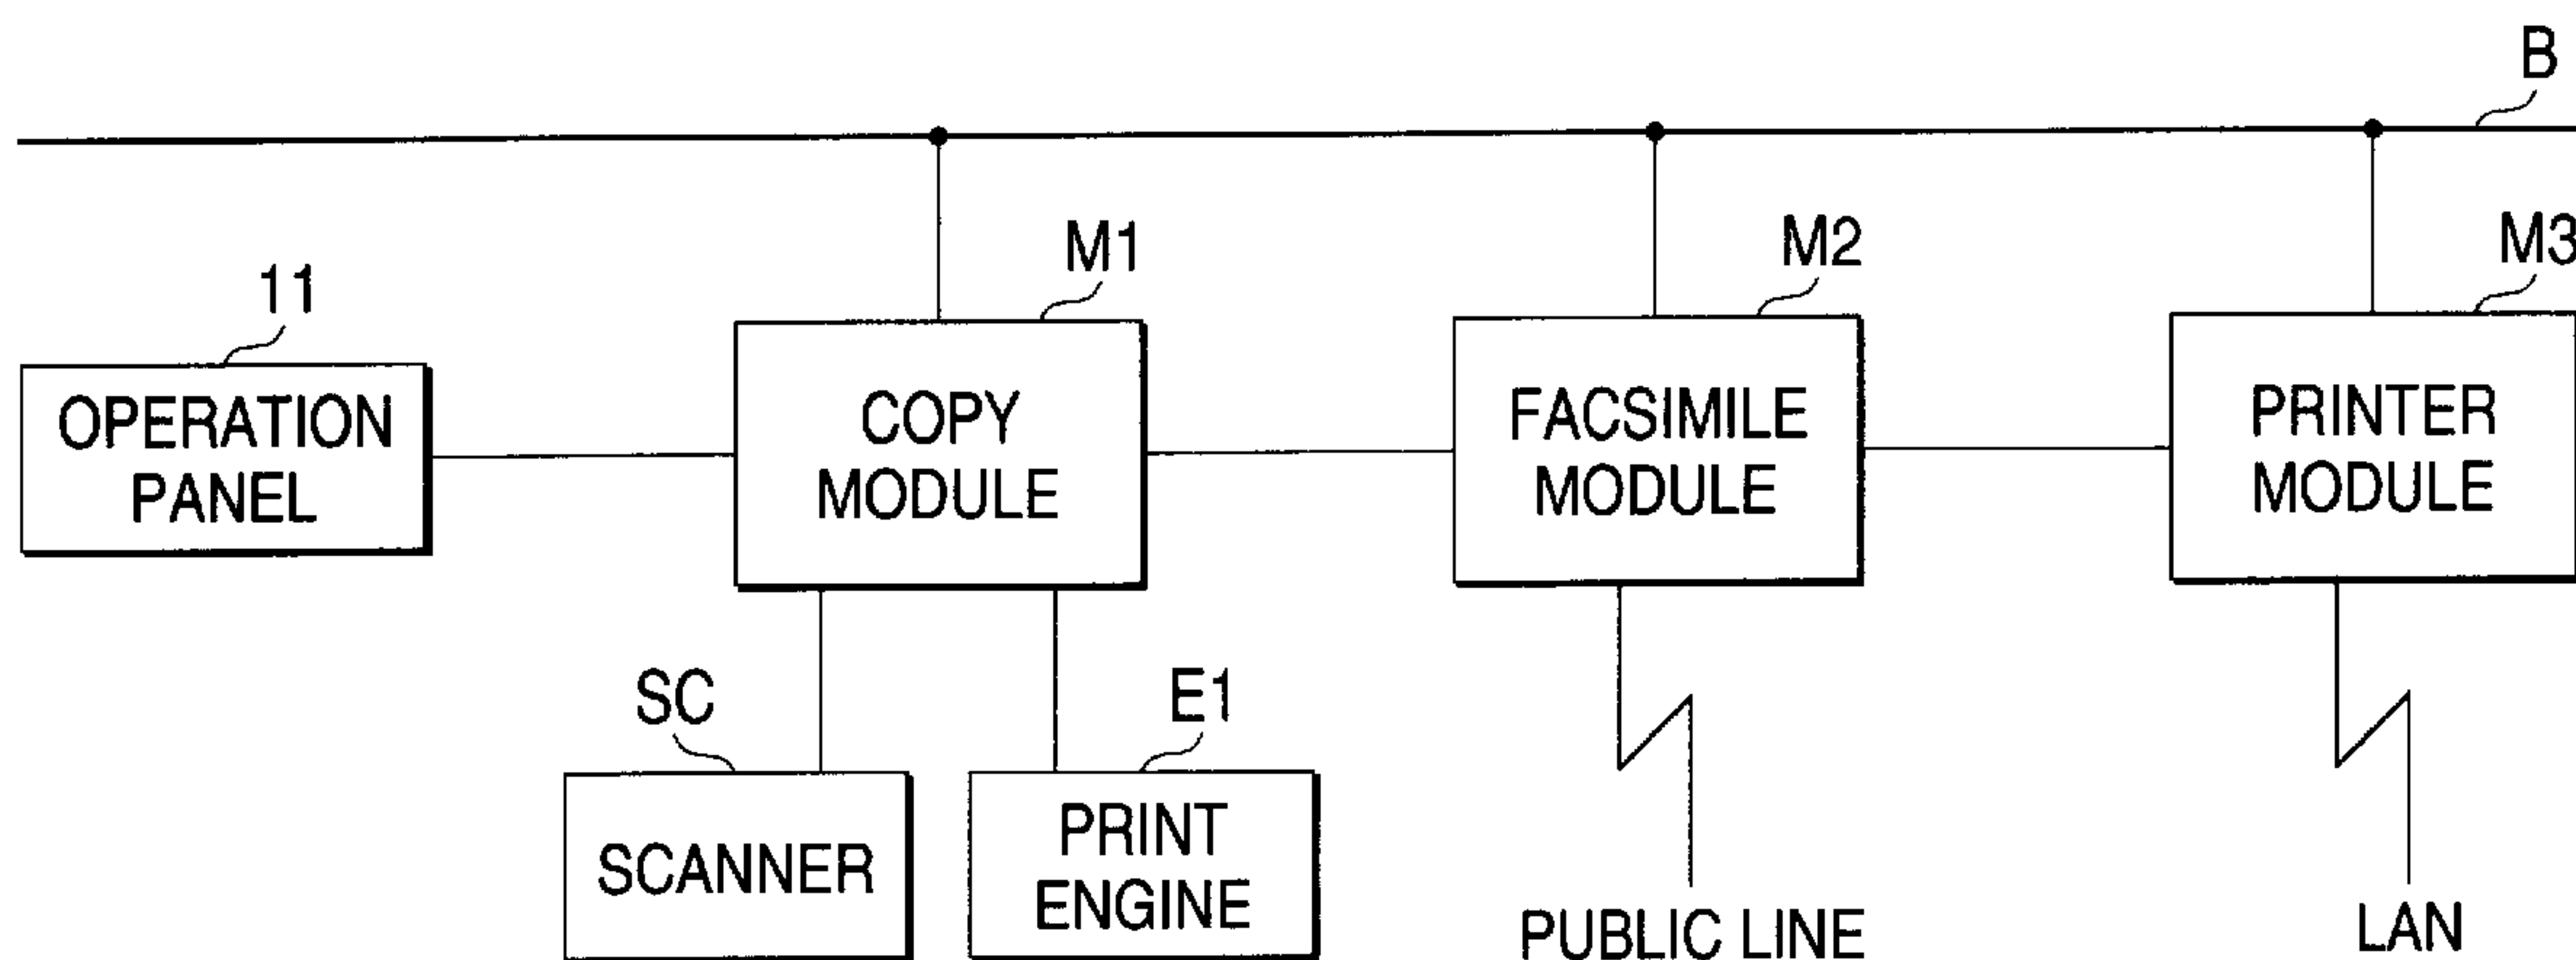 B
M1
M2
M3
11
OPERATION
PANEL
COPY
MODULE
FACSIMILE
MODULE
PRINTER
MODULE
SC
E1
SCANNER
PRINT
ENGINE
PUBLIC LINE
LAN